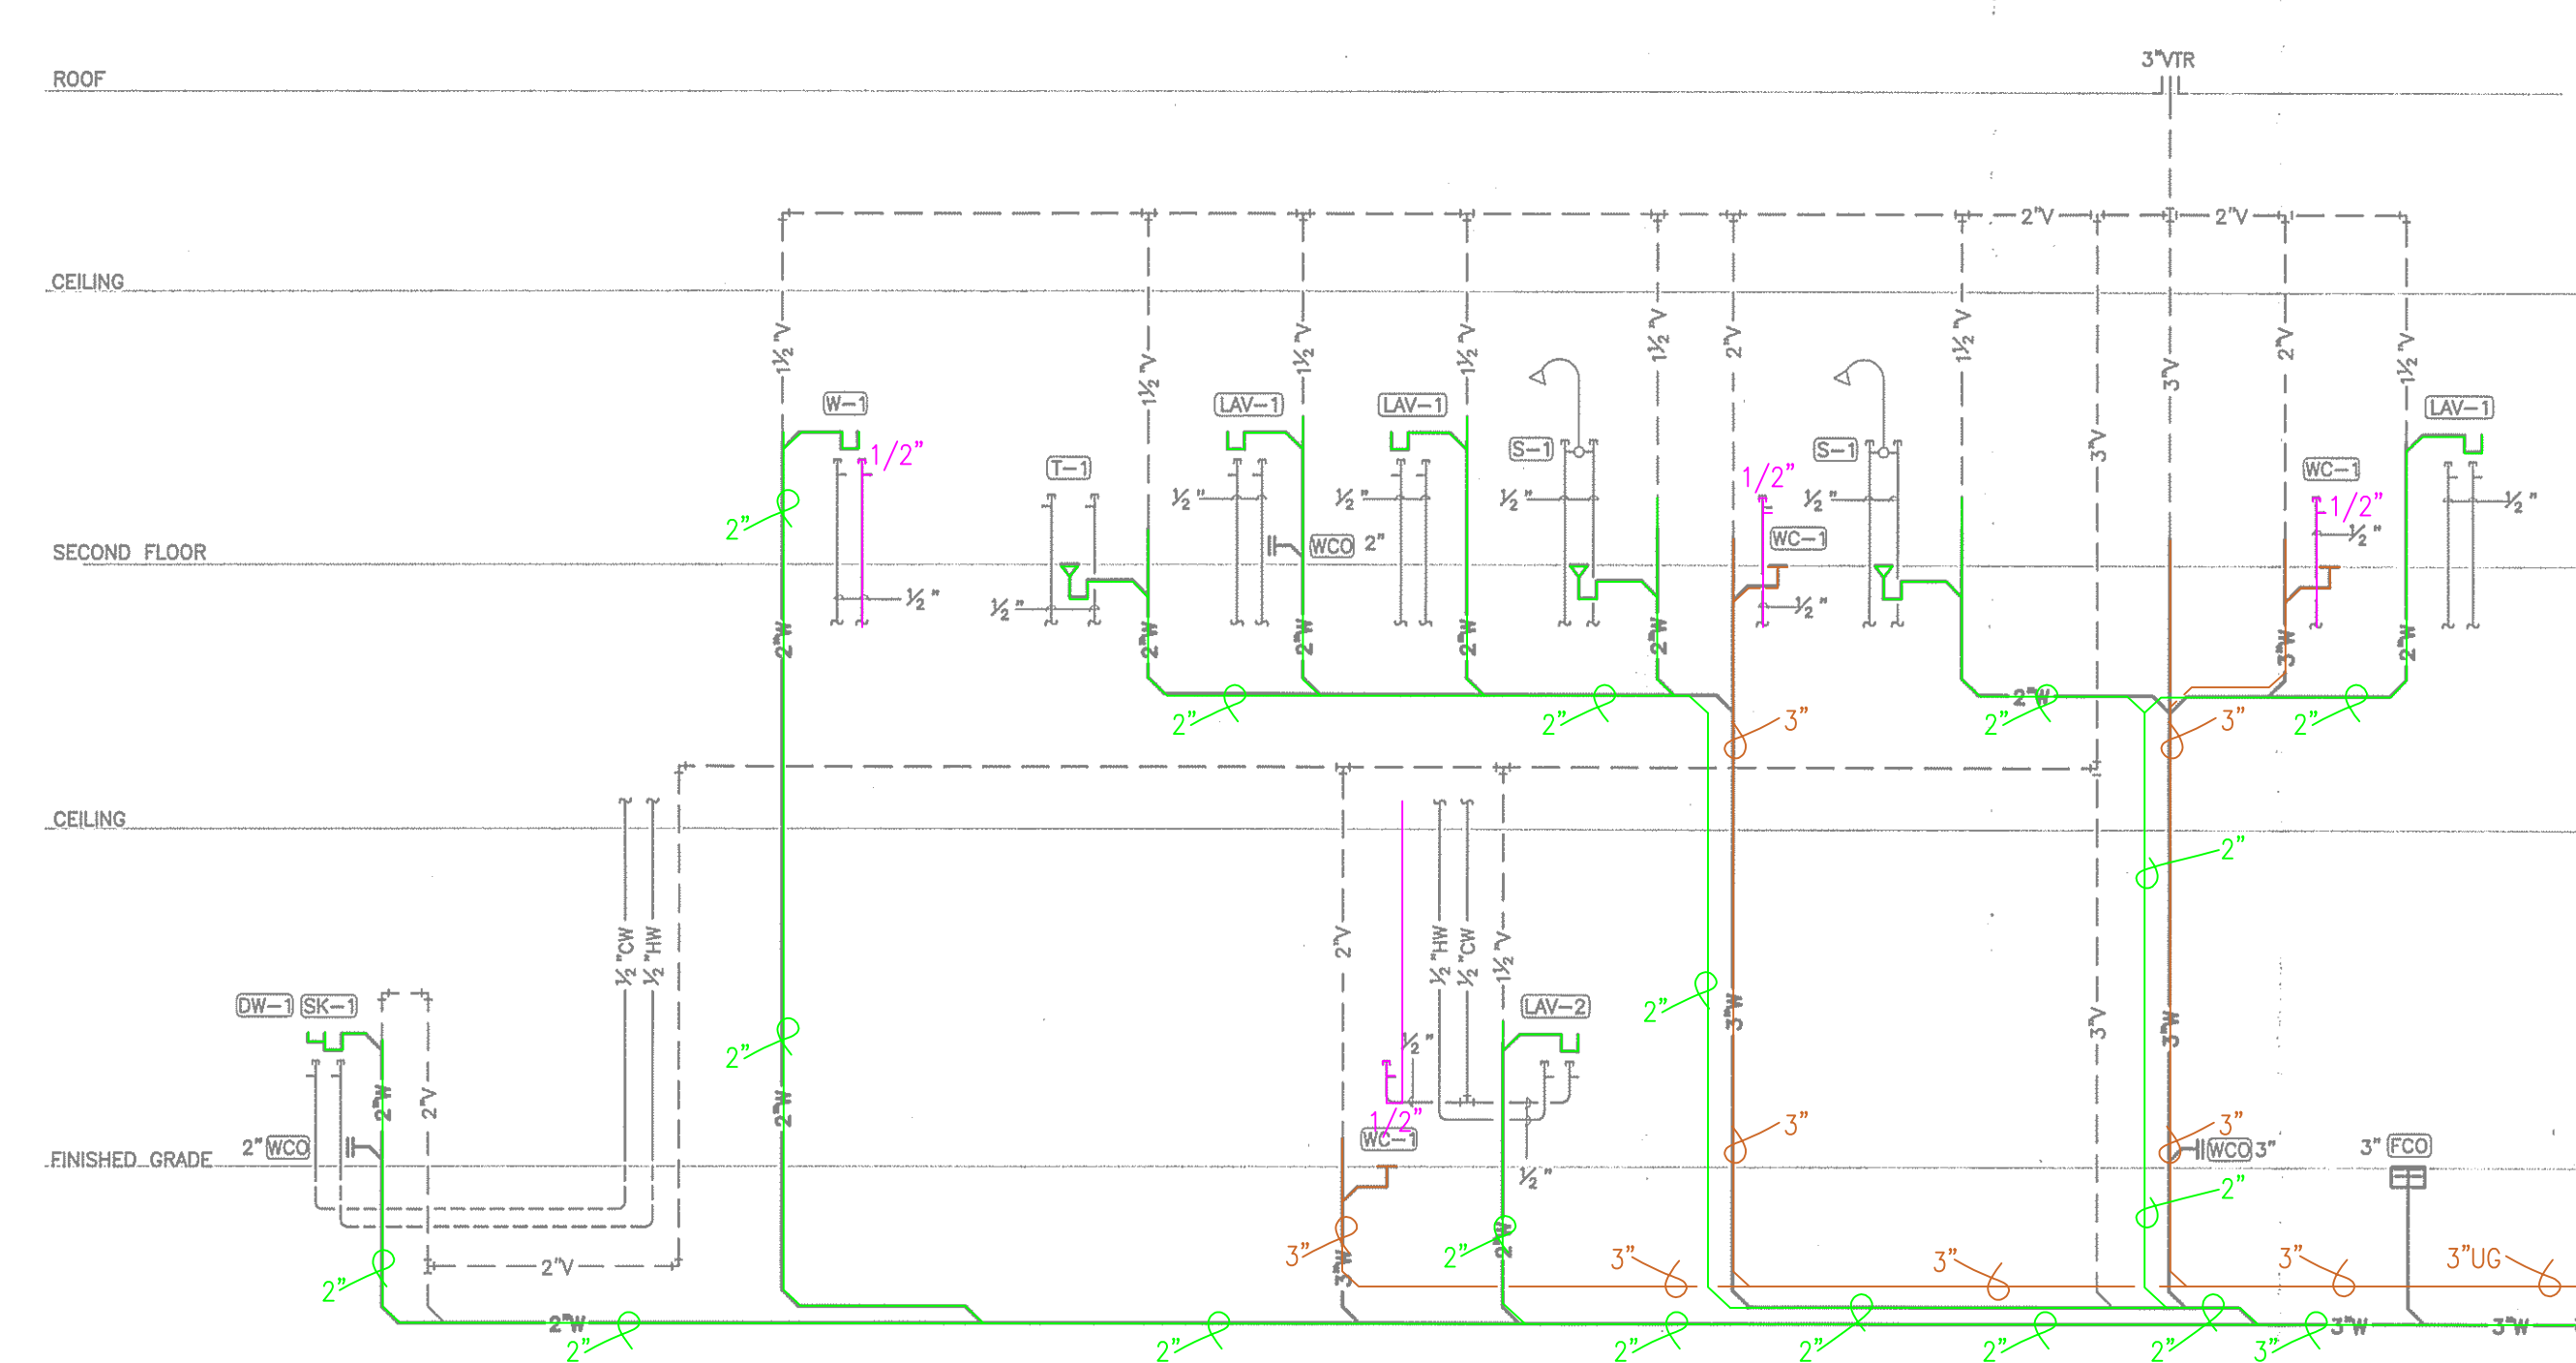 3"VTR
ROOF
2"V 2"V
CEILING
1½"V 1½"V 1½"V 1½"V 1½"V 2"V 1½"V 3"V 3"V 2"V 1½"V
W-1 LAV-1 LAV-1 LAV-1
1/2" T-1 S-1 S-1 WC-1
1/2" 1/2"
½" ½" ½" ½" ½"
2" ½"
SECOND FLOOR WCO 2" WC-1
½" ½" ½"
2"W 2"W 2"W 2"W 2"W 3"W 2"W
2"W
2" 2" 3" 2" 3" 2"
CEILING
2"
½"CW ½"HW 2"V ½"HW ½"CW 1½"V
DW-1 SK-1 LAV-2 2" 3"W 3"V 3"W
2" ½"
2"W 2"V 2"W
1/2" 3" 3"
2" WCO WC-1 WCO 3" 3" FCO
FINISHED GRADE
½" 2"
2"V 3" 3"W 2" 2"W 3" 3" 3" 3"UG
2"
2"W 3"W 3"W
2" 2" 2" 2" 2" 2" 3"